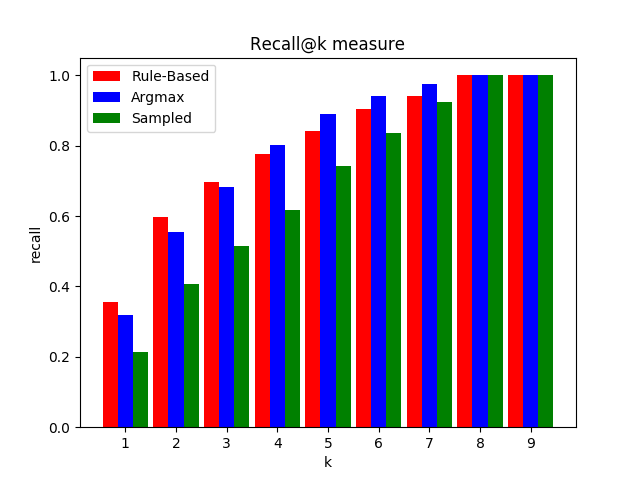 Recall@k measure
Rule-Based
Argmax
Sampled
1.0
0.8
0.6
0.4
0.2
0.0
recall
1 2 3 4 5 6 7 8 9
k